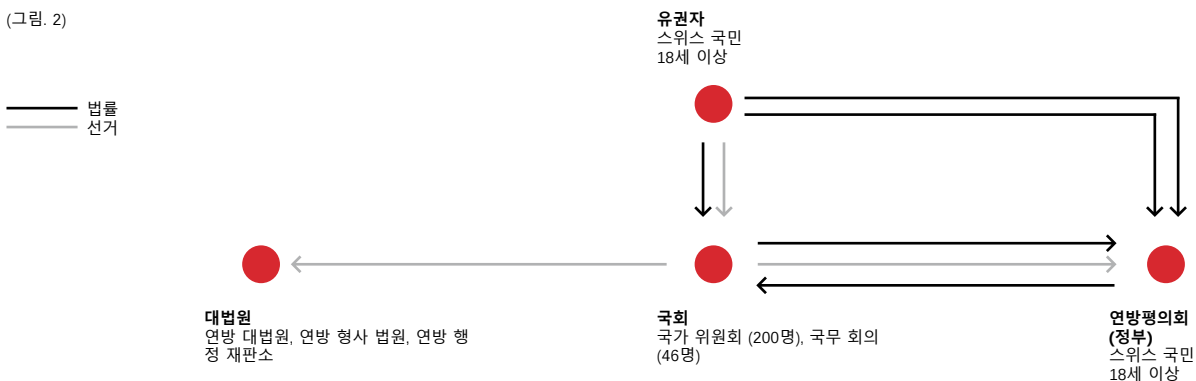 (그림. 2)
유권자
스위스 국민
18세 이상
법률
선거
대법원
연방 대법원, 연방 형사 법원, 연방 행
정 재판소
국회
국가 위원회 (200명), 국무 회의
(46명)
연방평의회
(정부)
스위스 국민
18세 이상